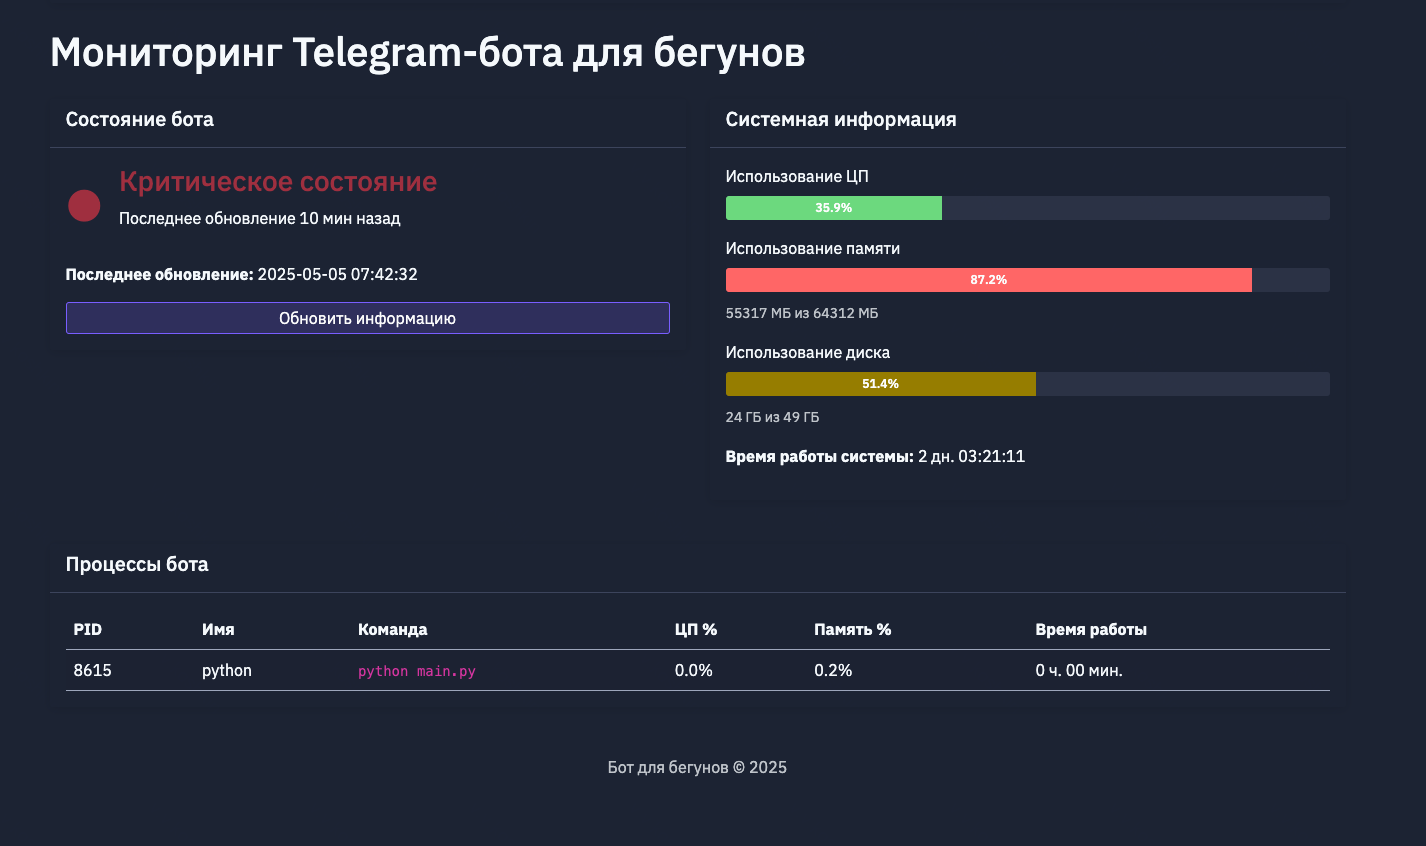 Мониторинг Telegram-бота для бегунов
Состояние бота
Критическое состояние
Последнее обновление 10 мин назад
Последнее обновление: 2025-05-05 07:42:32
Обновить информацию
Системная информация
Использование ЦП
35.9%
Использование памяти
87.2%
55317 МБ из 64312 МБ
Использование диска
51.4%
24 ГБ из 49 ГБ
Время работы системы: 2 дн. 03:21:11
Процессы бота
PID Имя Команда ЦП % Память % Время работы
8615 python python main.py 0.0% 0.2% 0 ч. 00 мин.
Бот для бегунов © 2025